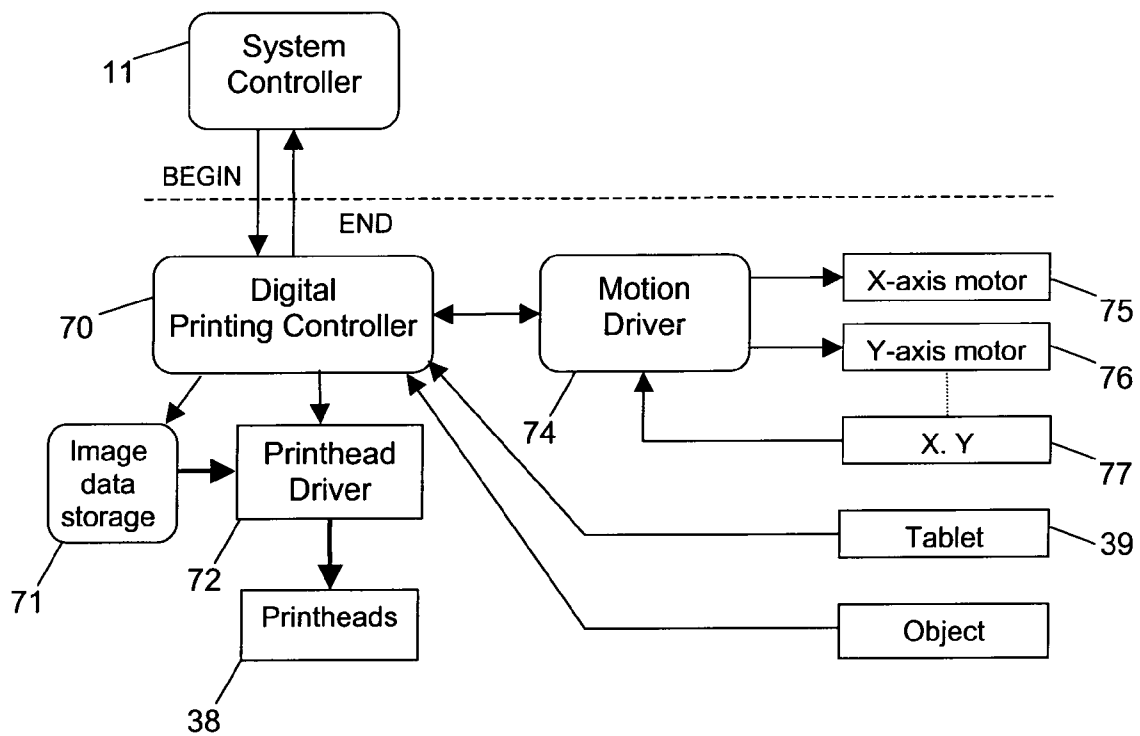 System
Controller
11
BEGIN
END
Digital
Printing Controller
70
Motion
Driver
74
X-axis motor
75
Y-axis motor
76
X. Y
77
Image
data
storage
71
Printhead
Driver
72
Tablet
39
Printheads
38
Object